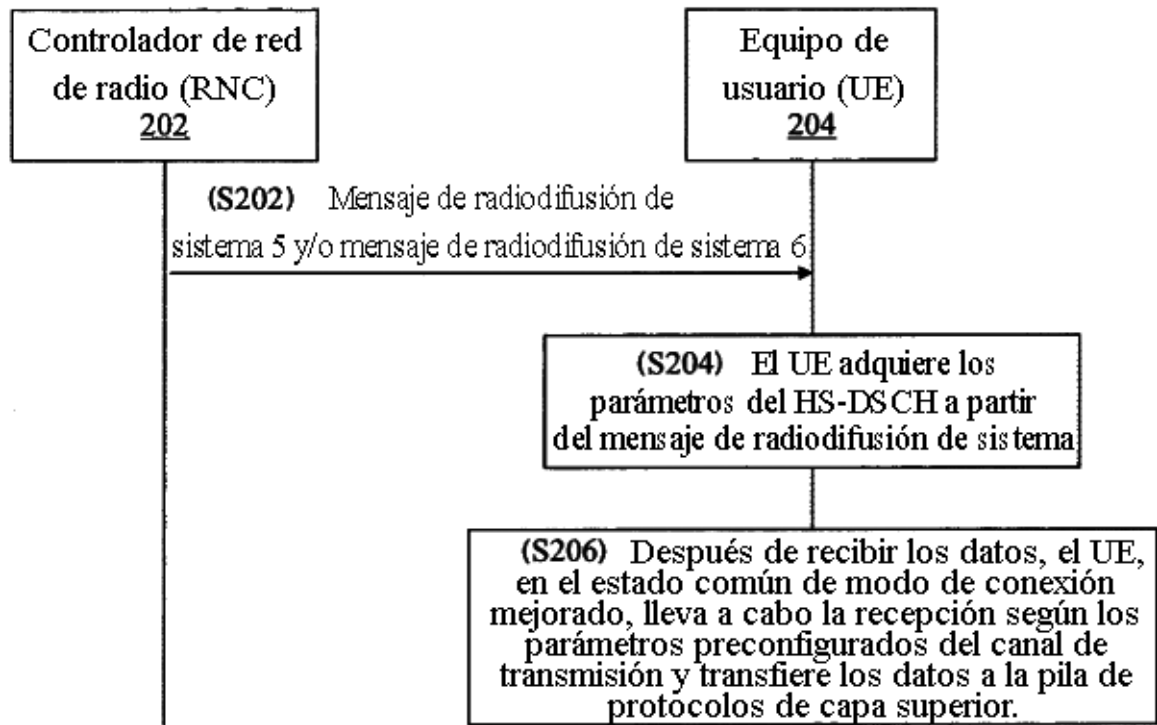 Controlador de red
de radio (RNC)
202
Equipo de
usuario (UE)
204
(S202) Mensaje de radiodifusión de
sistema 5 y/o mensaje de radiodifusión de sistema 6
(S204) El UE adquiere los
parámetros del HS-DSCH a partir
del mensaje de radiodifusión de sistema
(S206) Después de recibir los datos, el UE,
en el estado común de modo de conexión
mejorado, lleva a cabo la recepción según los
parámetros preconfigurados del canal de
transmisión y transfiere los datos a la pila de
protocolos de capa superior.